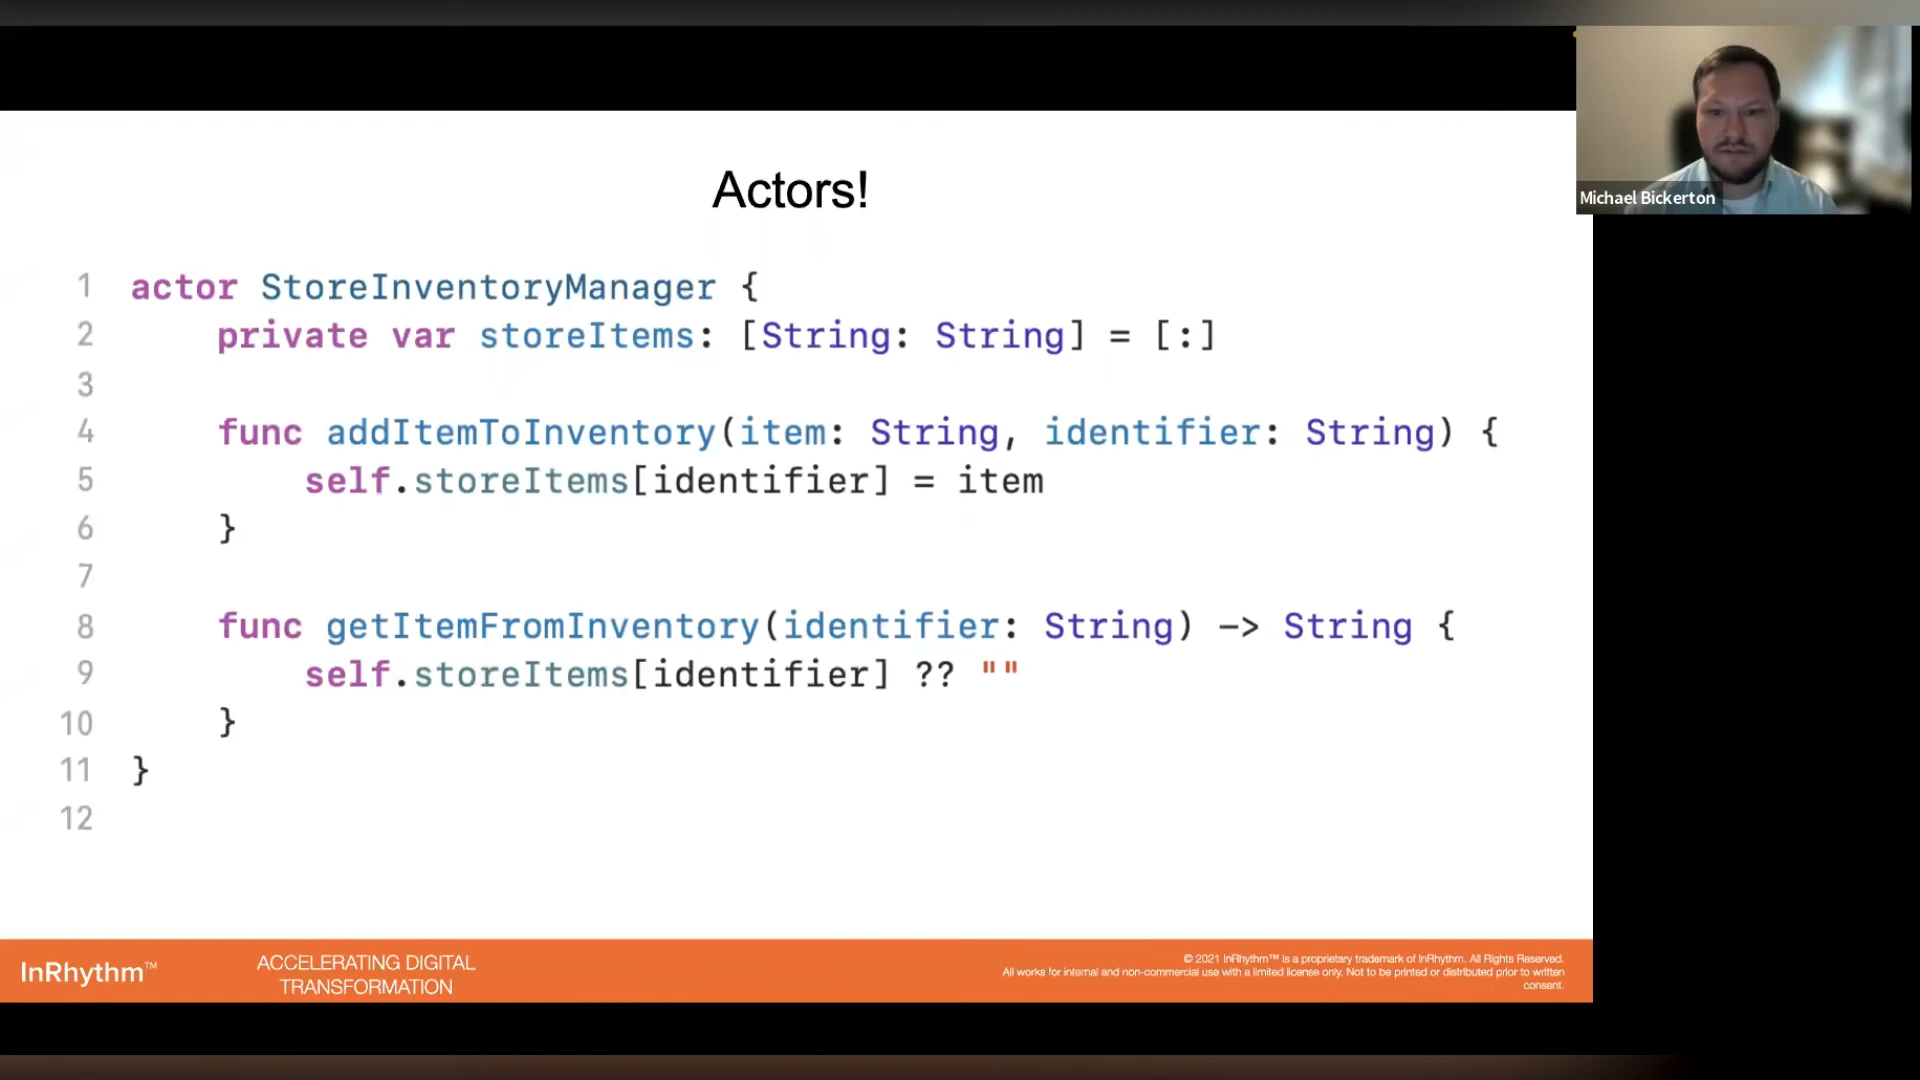 Michael Bickerton
Actors!
1 actor StoreInventoryManager {
2 private var storeItems: [String: String] = [:]
3
4 func addItemToInventory(item: String, identifier: String) {
5 self.storeItems[identifier] = item
6 }
7
8 func getItemFromInventory(identifier: String) -> String {
9 self.storeItems[identifier] ?? ""
10 }
11 }
12
InRhythm™
ACCELERATING DIGITAL
TRANSFORMATION
© 2021 InRhythm™ is a proprietary trademark of InRhythm. All Rights Reserved.
All works for internal and non-commercial use with a limited license only. Not to be printed or distributed prior to written
consent.